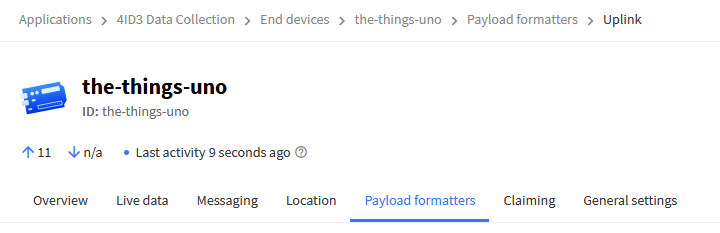 Applications > 4ID3 Data Collection > End devices > the-things-uno > Payload formatters > Uplink
the-things-uno
ID: the-things-uno
↑ 11 ↓ n/a • Last activity 9 seconds ago ?
Overview Live data Messaging Location Payload formatters Claiming General settings